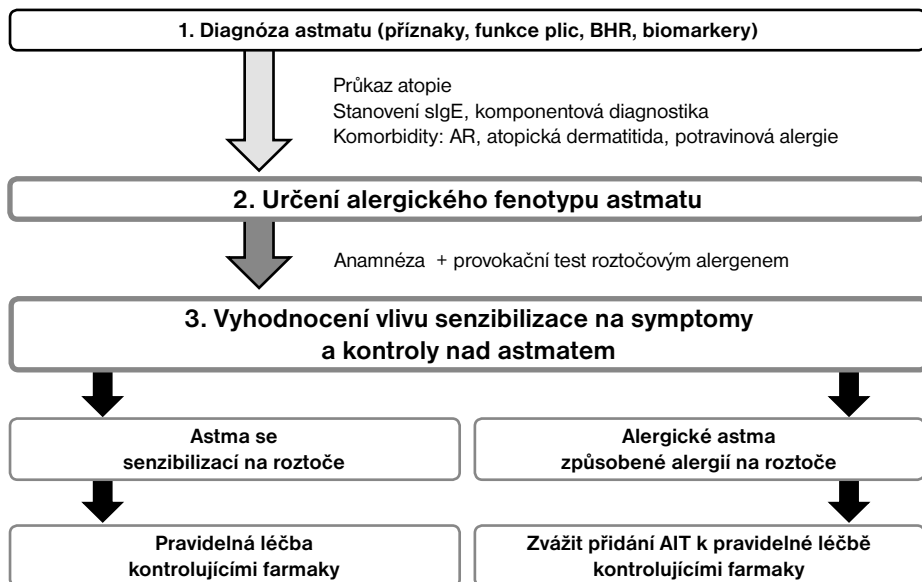 1. Diagnóza astmatu (příznaky, funkce plic, BHR, biomarkery)
Průkaz atopie
Stanovení sIgE, komponentová diagnostika
Komorbidity: AR, atopická dermatitida, potravinová alergie
2. Určení alergického fenotypu astmatu
Anamnéza + provokační test roztočovým alergenem
3. Vyhodnocení vlivu senzibilizace na symptomy
a kontroly nad astmatem
Astma se
senzibilizací na roztoče
Alergické astma
způsobené alergií na roztoče
Pravidelná léčba
kontrolujícími farmaky
Zvážit přidání AIT k pravidelné léčbě
kontrolujícími farmaky